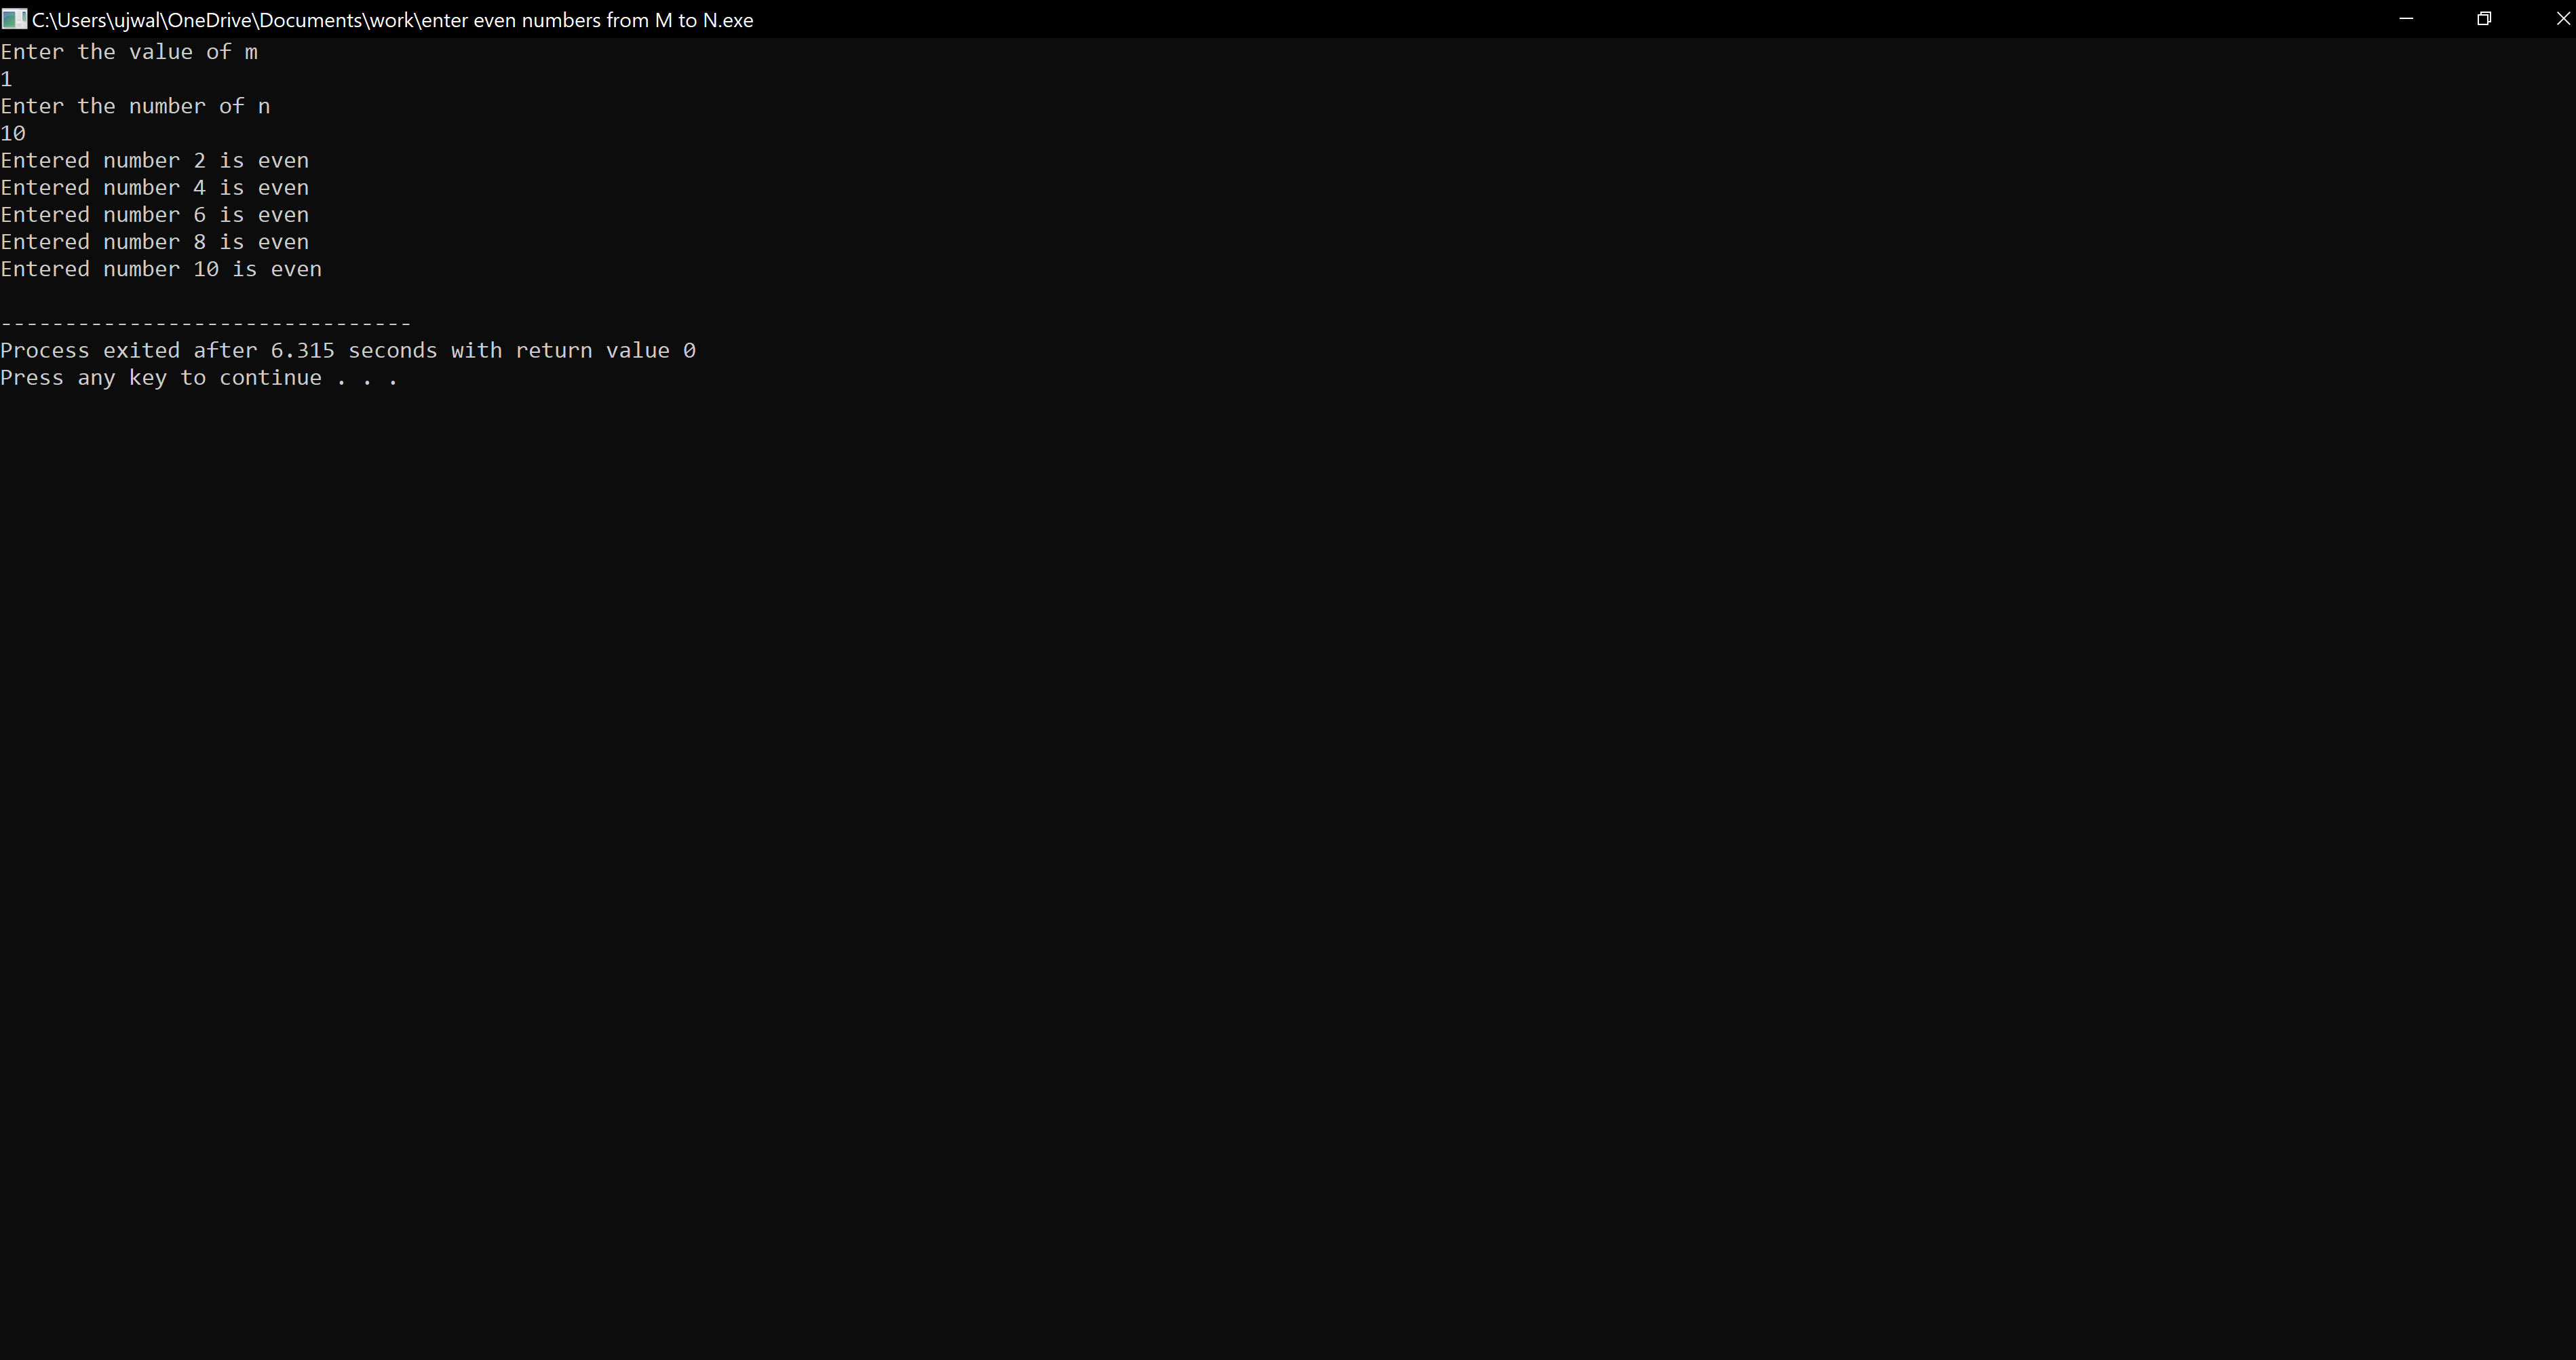 C:\Users\ujwal\OneDrive\Documents\work\enter even numbers from M to N.exe
Enter the value of m
1
Enter the number of n
10
Entered number 2 is even
Entered number 4 is even
Entered number 6 is even
Entered number 8 is even
Entered number 10 is even
--------------------------------
Process exited after 6.315 seconds with return value 0
Press any key to continue . . .